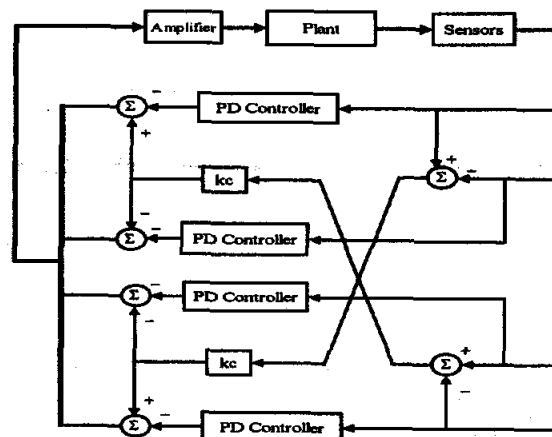 Amplifier
Plant
Sensors
Σ
−
PD Controller
+
kc
+
Σ
−
−
Σ
−
PD Controller
Σ
−
PD Controller
−
kc
+
Σ
+
−
Σ
−
PD Controller